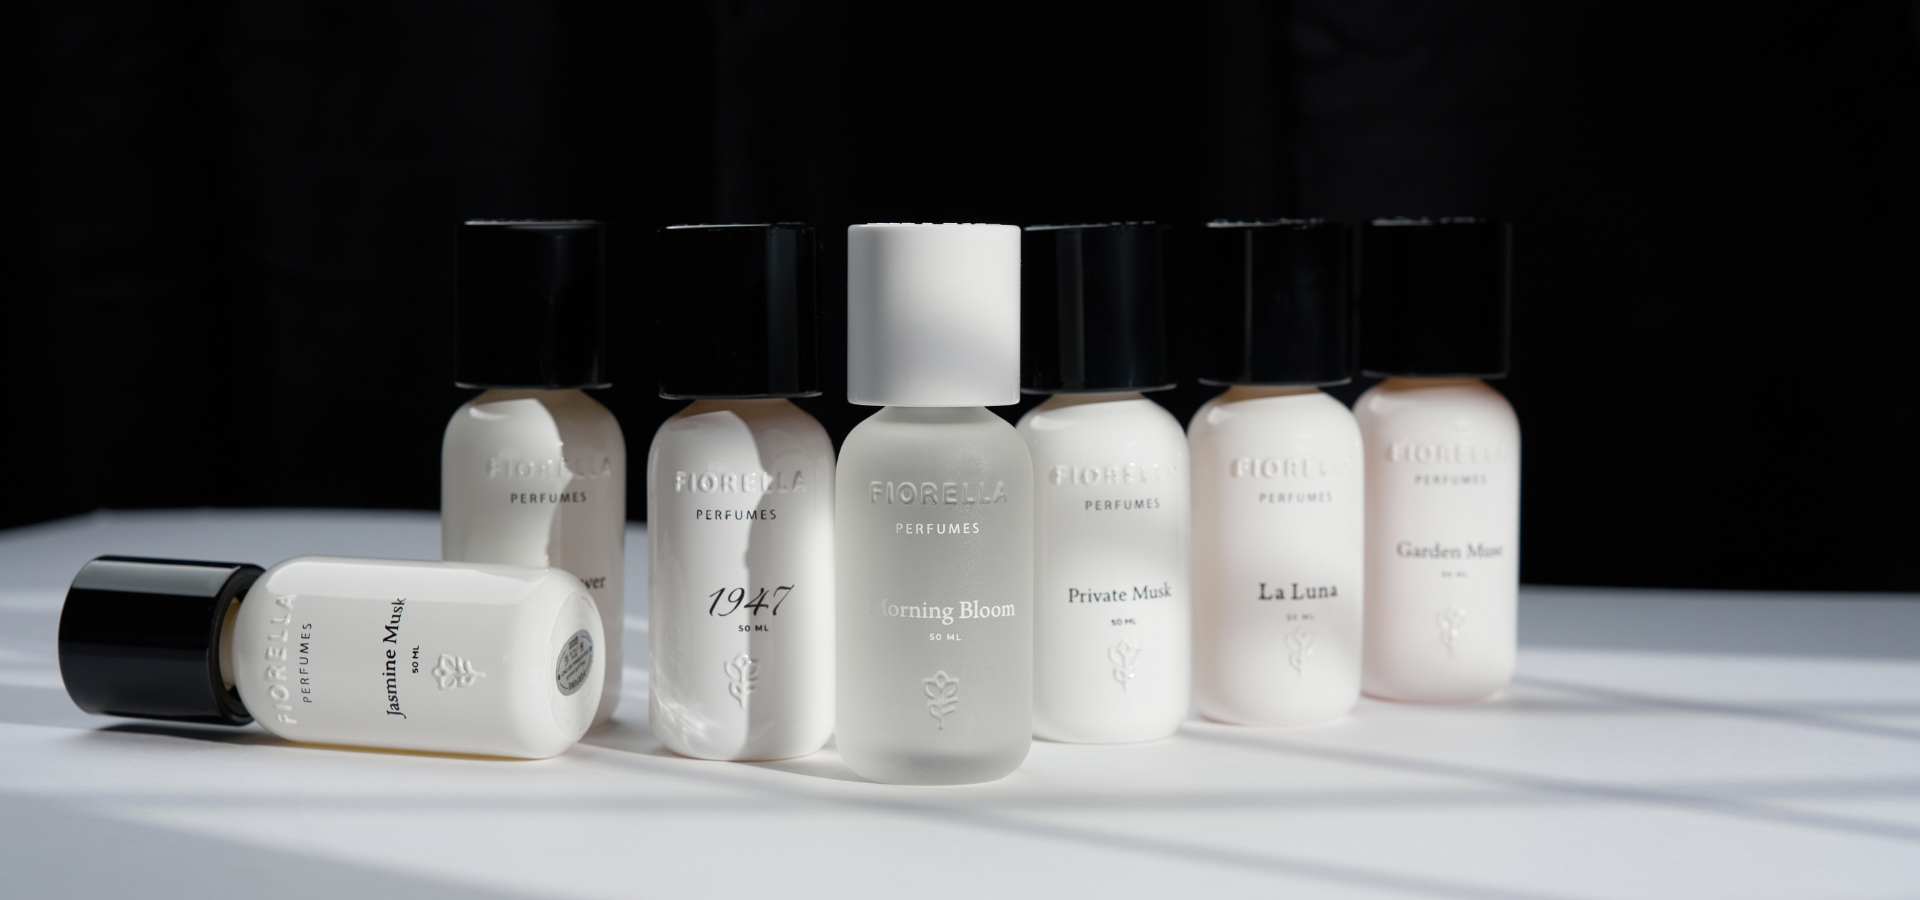 FIORELLA
PERFUMES
Jasmine Musk
50 ML
FIORELLA
PERFUMES
FIORELLA
PERFUMES
1947
50 ML
FIORELLA
PERFUMES
Morning Bloom
50 ML
FIORELLA
PERFUMES
Private Musk
50 ML
FIORELLA
PERFUMES
La Luna
50 ML
FIORELLA
PERFUMES
Garden Musk
50 ML